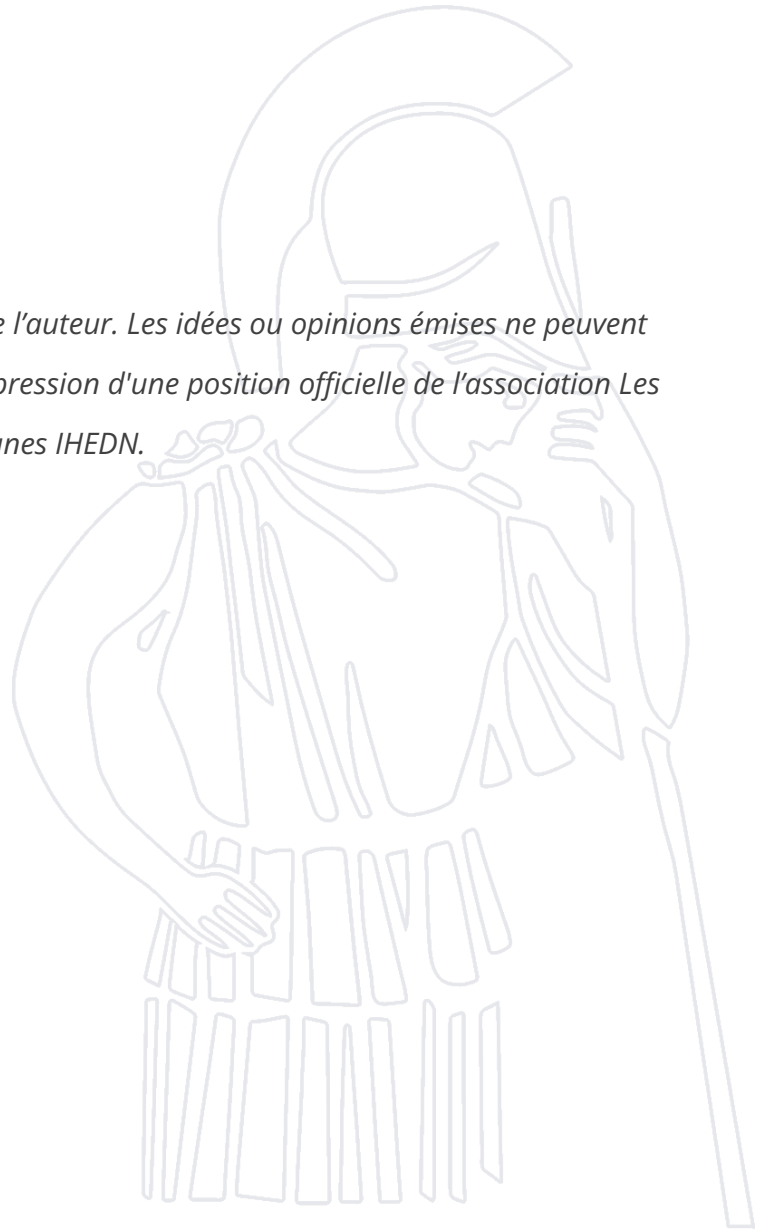 e l’auteur. Les idées ou opinions émises ne peuvent
pression d'une position officielle de l’association Les
unes IHEDN.